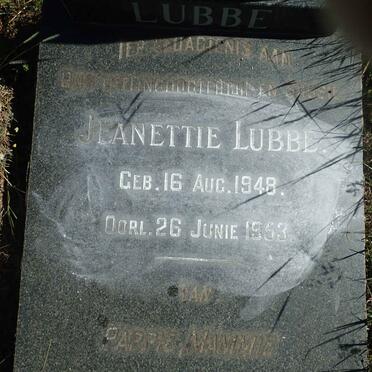 LUBBE
TER GEDAGTENIS AAN
JEANETTIE LUBBE.
GEB. 16 AUG. 1948.
OORL. 26 JUNIE 1953
VAN
PAPPIE, MAMMIE